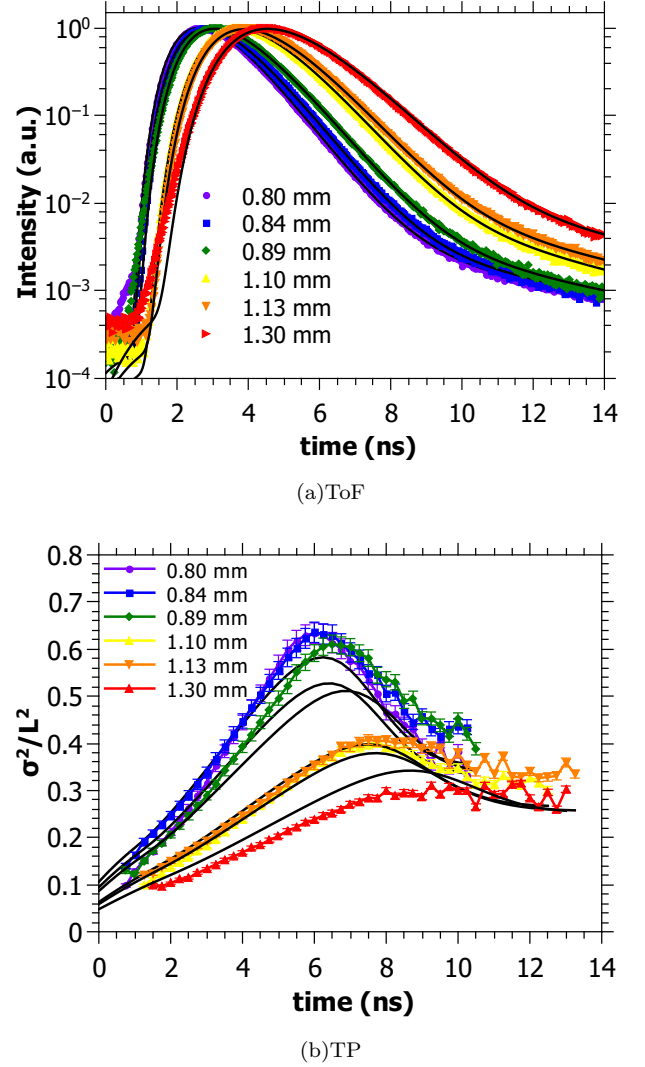 10⁰
10⁻¹
10⁻²
10⁻³
10⁻⁴
Intensity (a.u.)
0.80 mm
0.84 mm
0.89 mm
1.10 mm
1.13 mm
1.30 mm
0 2 4 6 8 10 12 14
time (ns)
(a)ToF
0.8
0.7
0.6
0.5
0.4
0.3
0.2
0.1
0
σ²/L²
0.80 mm
0.84 mm
0.89 mm
1.10 mm
1.13 mm
1.30 mm
0 2 4 6 8 10 12 14
time (ns)
(b)TP